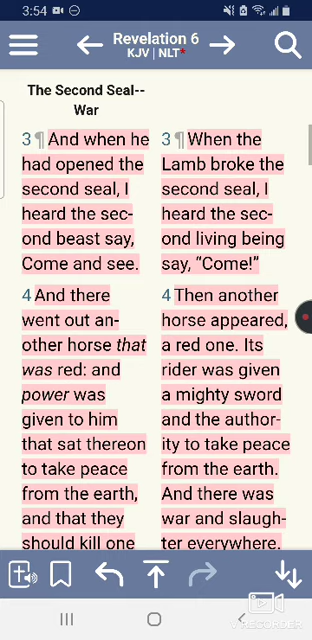 3:54
Revelation 6
KJV | NLT*
The Second Seal--
War
3 ¶ And when he
had opened the
second seal, I
heard the sec-
ond beast say,
Come and see.
4 And there
went out an-
other horse that
was red: and
power was
given to him
that sat thereon
to take peace
from the earth,
and that they
should kill one
3 ¶ When the
Lamb broke the
second seal, I
heard the sec-
ond living being
say, “Come!”
4 Then another
horse appeared,
a red one. Its
rider was given
a mighty sword
and the author-
ity to take peace
from the earth.
And there was
war and slaugh-
ter everywhere.
V RECORDER